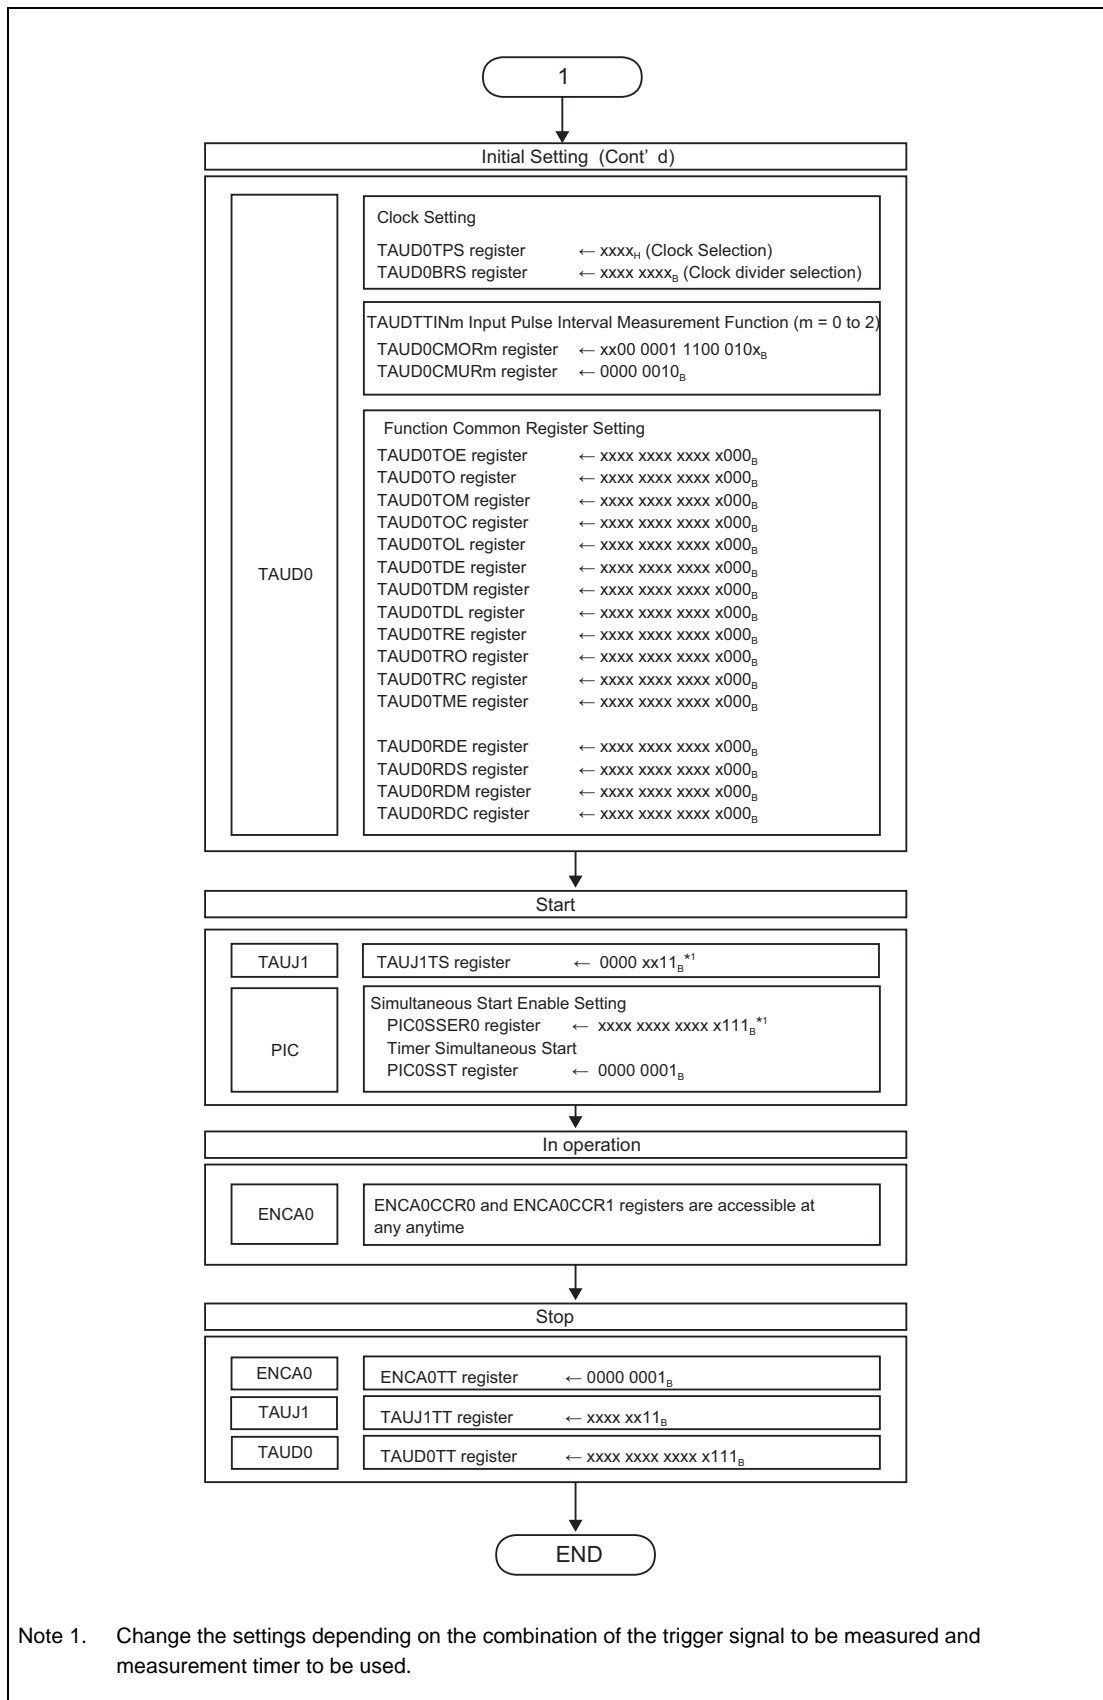 1
Initial Setting (Cont' d)
TAUD0
Clock Setting
TAUD0TPS register ← xxxxH (Clock Selection)
TAUD0BRS register ← xxxx xxxxB (Clock divider selection)
TAUDTTINm Input Pulse Interval Measurement Function (m = 0 to 2)
TAUD0CMORm register ← xx00 0001 1100 010xB
TAUD0CMURm register ← 0000 0010B
Function Common Register Setting
TAUD0TOE register ← xxxx xxxx xxxx x000B
TAUD0TO register ← xxxx xxxx xxxx x000B
TAUD0TOM register ← xxxx xxxx xxxx x000B
TAUD0TOC register ← xxxx xxxx xxxx x000B
TAUD0TOL register ← xxxx xxxx xxxx x000B
TAUD0TDE register ← xxxx xxxx xxxx x000B
TAUD0TDM register ← xxxx xxxx xxxx x000B
TAUD0TDL register ← xxxx xxxx xxxx x000B
TAUD0TRE register ← xxxx xxxx xxxx x000B
TAUD0TRO register ← xxxx xxxx xxxx x000B
TAUD0TRC register ← xxxx xxxx xxxx x000B
TAUD0TME register ← xxxx xxxx xxxx x000B
TAUD0RDE register ← xxxx xxxx xxxx x000B
TAUD0RDS register ← xxxx xxxx xxxx x000B
TAUD0RDM register ← xxxx xxxx xxxx x000B
TAUD0RDC register ← xxxx xxxx xxxx x000B
Start
TAUJ1
TAUJ1TS register ← 0000 xx11B*1
PIC
Simultaneous Start Enable Setting
PIC0SSER0 register ← xxxx xxxx xxxx x111B*1
Timer Simultaneous Start
PIC0SST register ← 0000 0001B
In operation
ENCA0
ENCA0CCR0 and ENCA0CCR1 registers are accessible at
any anytime
Stop
ENCA0
ENCA0TT register ← 0000 0001B
TAUJ1
TAUJ1TT register ← xxxx xx11B
TAUD0
TAUD0TT register ← xxxx xxxx xxxx x111B
END
Note 1. Change the settings depending on the combination of the trigger signal to be measured and
measurement timer to be used.